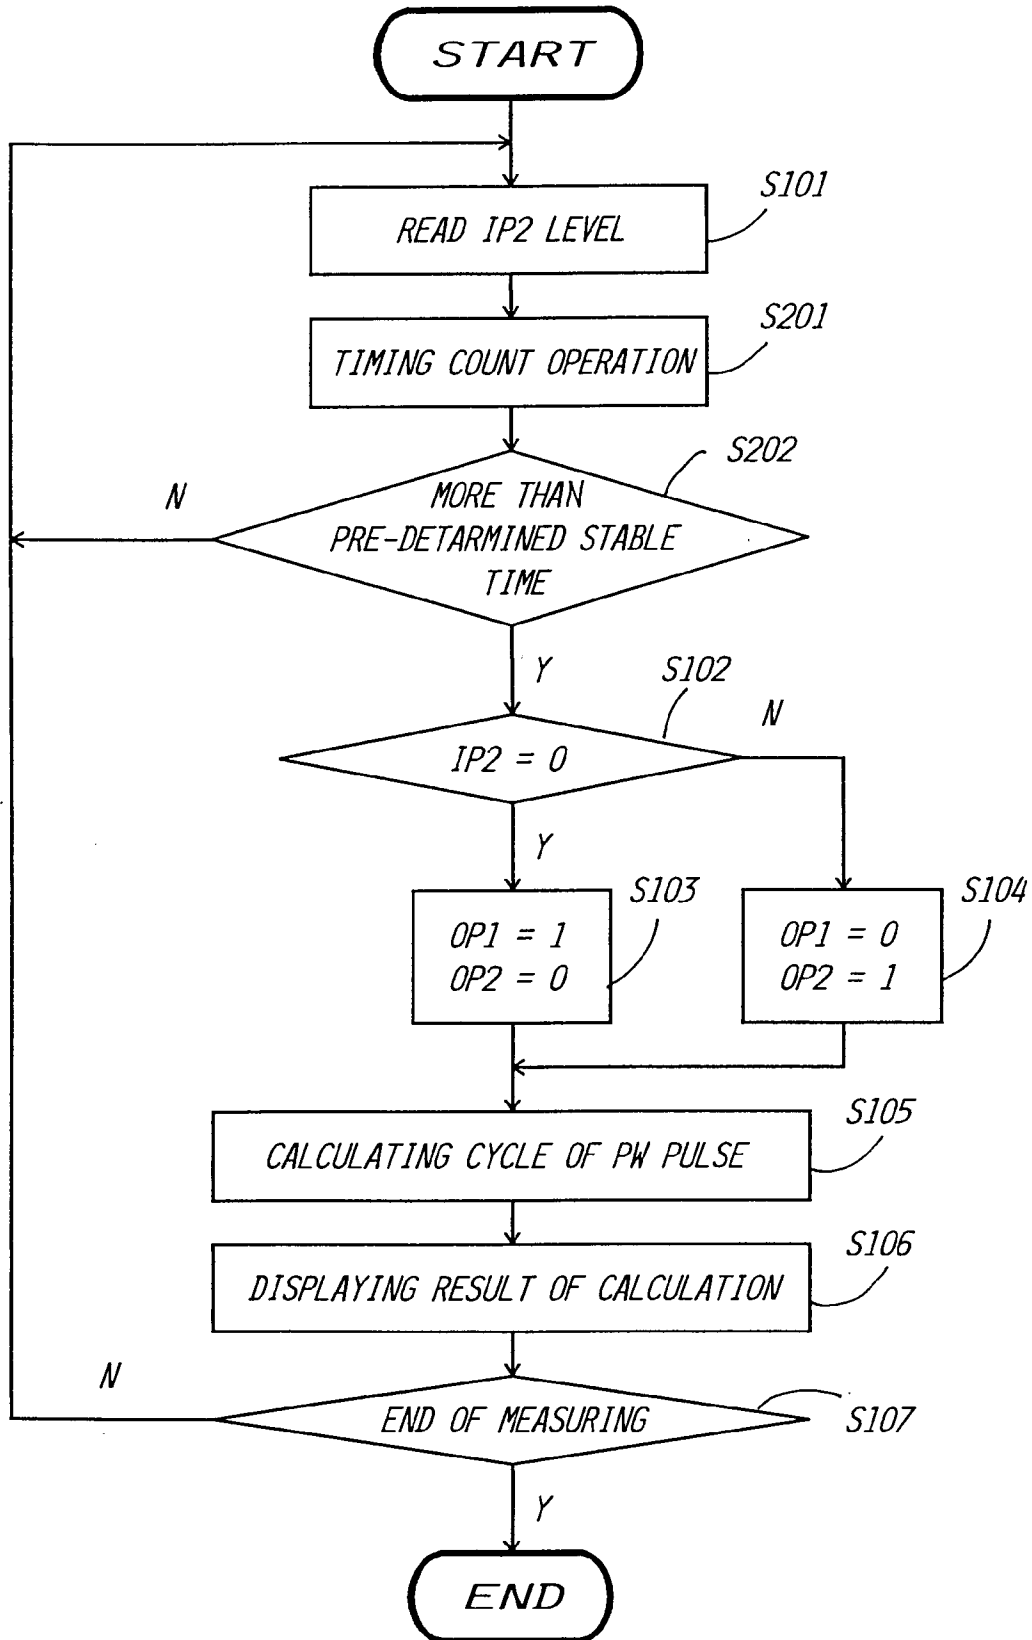 START
S101
READ IP2 LEVEL
S201
TIMING COUNT OPERATION
S202
N
MORE THAN
PRE-DETARMINED STABLE
TIME
Y
S102
N
IP2 = 0
Y
S103
S104
OP1 = 1
OP2 = 0
OP1 = 0
OP2 = 1
S105
CALCULATING CYCLE OF PW PULSE
S106
DISPLAYING RESULT OF CALCULATION
N
END OF MEASURING
S107
Y
END